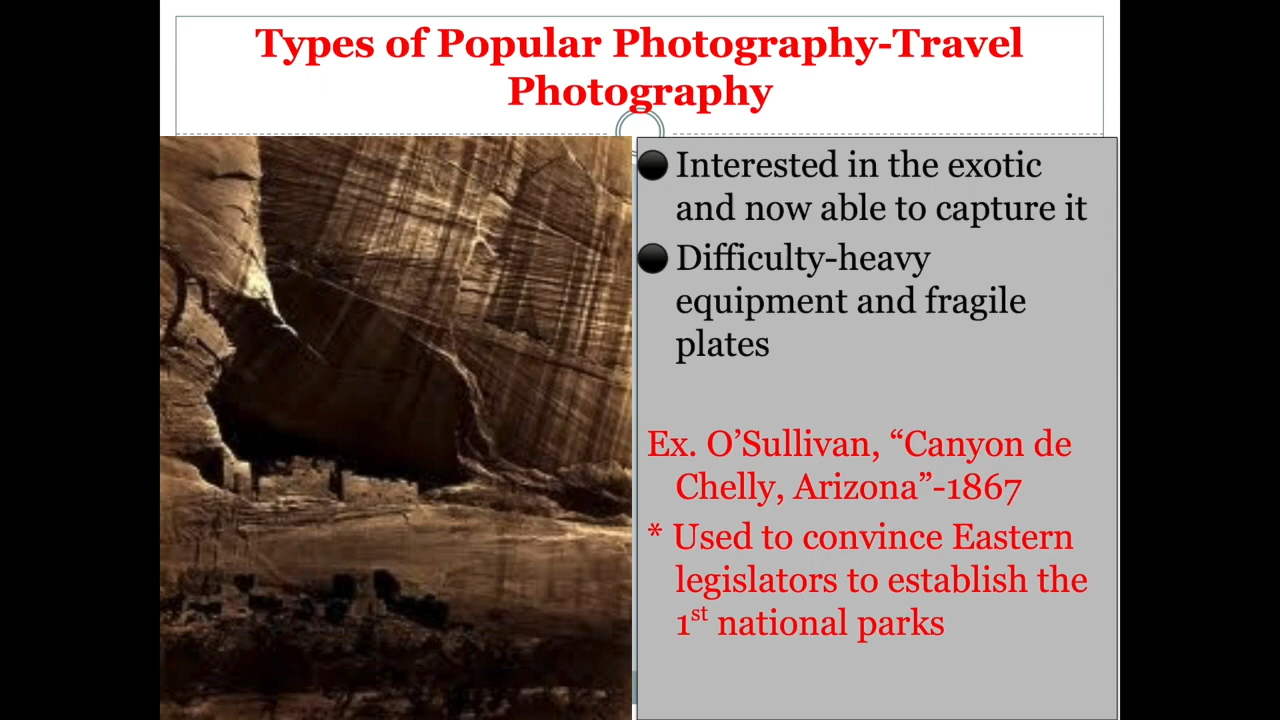 Types of Popular Photography-Travel
Photography
Interested in the exotic
and now able to capture it
Difficulty-heavy
equipment and fragile
plates
Ex. O’Sullivan, “Canyon de
Chelly, Arizona”-1867
* Used to convince Eastern
legislators to establish the
1st national parks